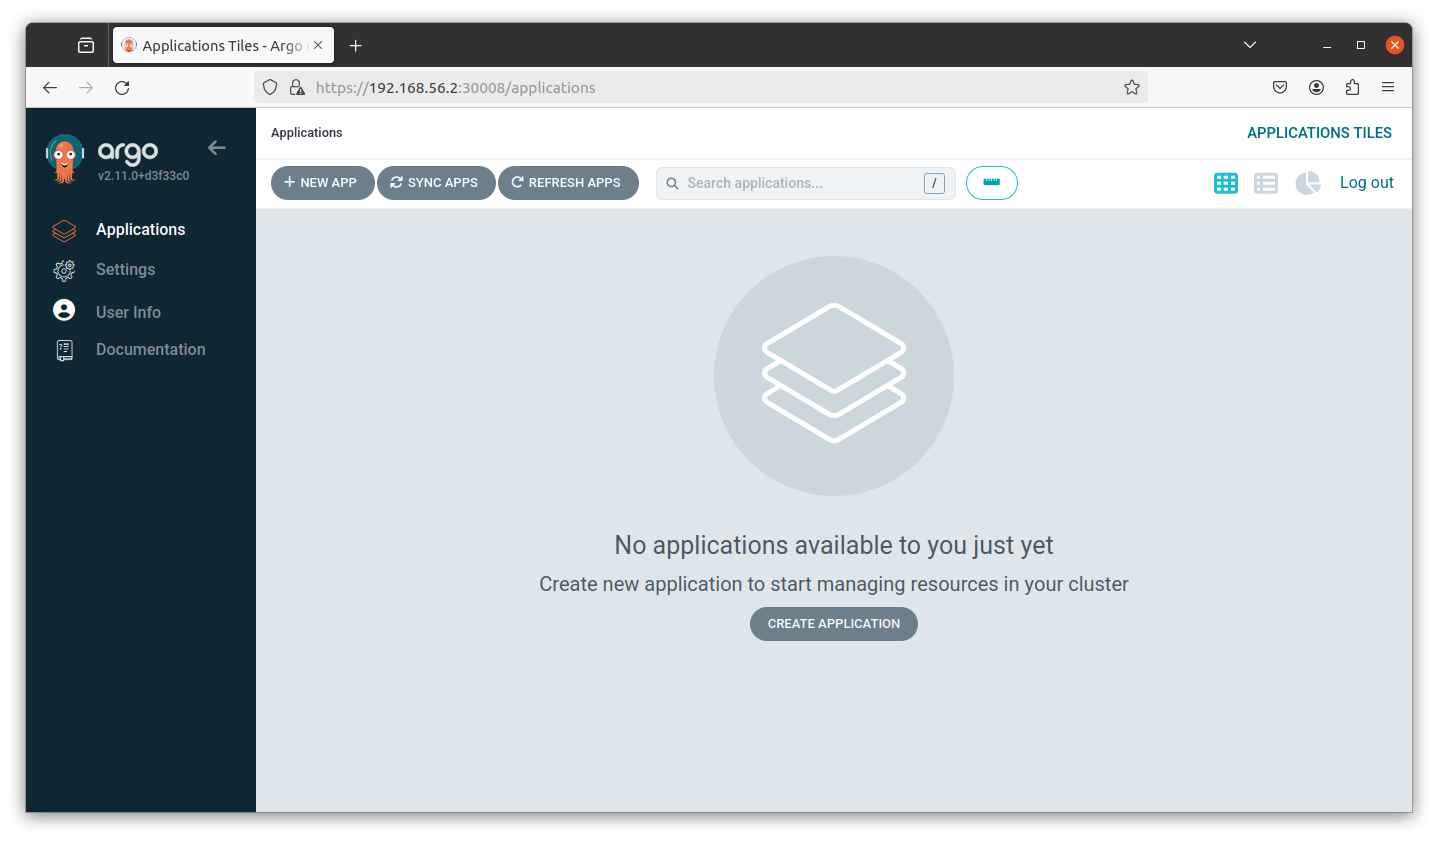 Applications Tiles - Argo
https://192.168.56.2:30008/applications
argo
v2.11.0+d3f33c0
Applications
Settings
User Info
Documentation
Applications
APPLICATIONS TILES
NEW APP
SYNC APPS
REFRESH APPS
Search applications...
/
Log out
No applications available to you just yet
Create new application to start managing resources in your cluster
CREATE APPLICATION